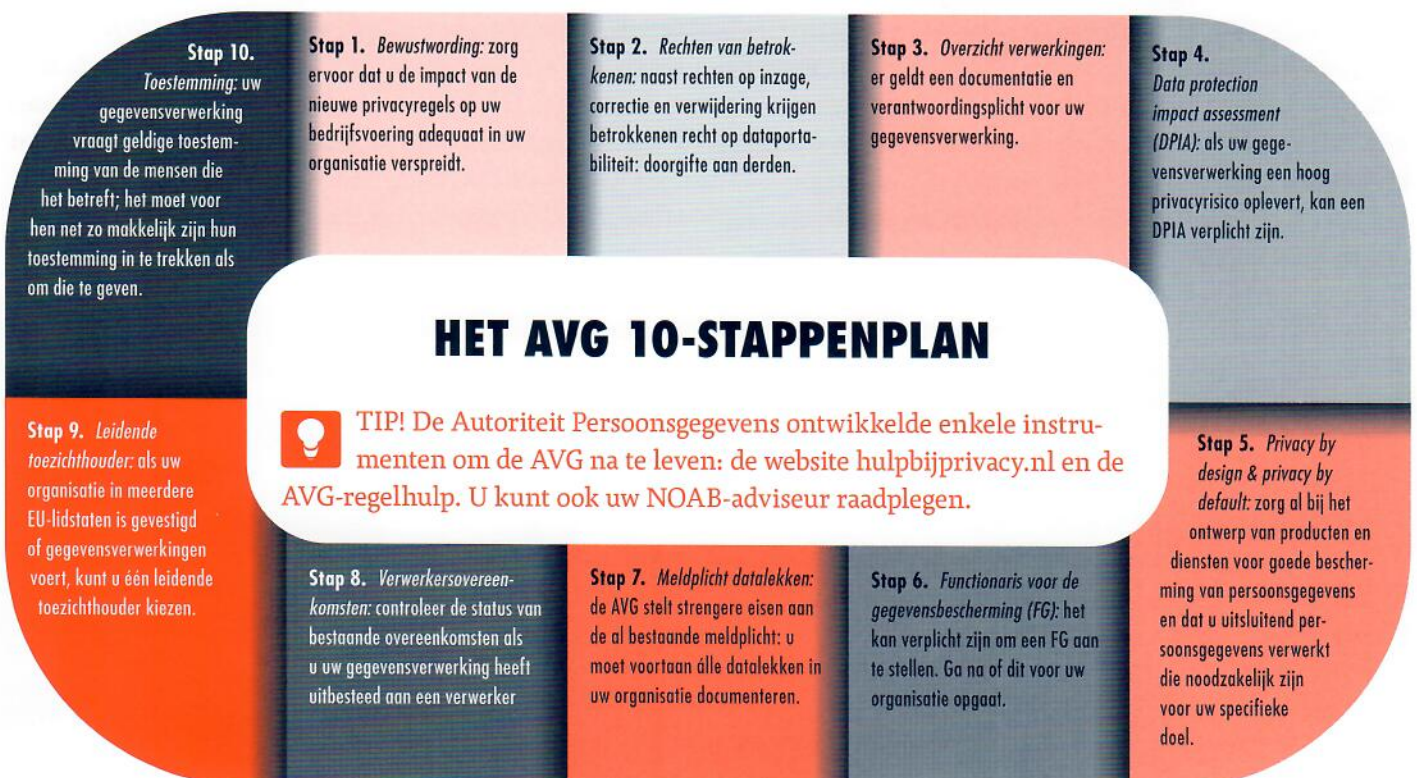 Stap 1. Bewustwording: zorg
ervoor dat u de impact van de
nieuwe privacyregels op uw
bedrijfsvoering adequaat in uw
organisatie verspreidt.
Stap 2. Rechten van betrok-
kenen: naast rechten op inzage,
correctie en verwijdering krijgen
betrokkenen recht op dataporta-
biliteit: doorgifte aan derden.
Stap 3. Overzicht verwerkingen:
er geldt een documentatie en
verantwoordingsplicht voor uw
gegevensverwerking.
Stap 4.
Data protection
impact assessment
(DPIA): als uw gege-
vensverwerking een hoog
privacyrisico oplevert, kan een
DPIA verplicht zijn.
HET AVG 10-STAPPENPLAN
TIP! De Autoriteit Persoonsgegevens ontwikkelde enkele instru-
menten om de AVG na te leven: de website hulpbijprivacy.nl en de
AVG-regelhulp. U kunt ook uw NOAB-adviseur raadplegen.
Stap 5. Privacy by
design & privacy by
default: zorg al bij het
ontwerp van producten en
diensten voor goede bescher-
ming van persoonsgegevens
en dat u uitsluitend per-
soonsgegevens verwerkt
die noodzakelijk zijn
voor uw specifieke
doel.
Stap 6. Functionaris voor de
gegevensbescherming (FG): het
kan verplicht zijn om een FG aan
te stellen. Ga na of dit voor uw
organisatie opgaat.
Stap 7. Meldplicht datalekken:
de AVG stelt strengere eisen aan
de al bestaande meldplicht: u
moet voortaan álle datalekken in
uw organisatie documenteren.
Stap 8. Verwerkersovereen-
komsten: controleer de status van
bestaande overeenkomsten als
u uw gegevensverwerking heeft
uitbesteed aan een verwerker
Stap 9. Leidende
toezichthouder: als uw
organisatie in meerdere
EU-lidstaten is gevestigd
of gegevensverwerkingen
voert, kunt u één leidende
toezichthouder kiezen.
Stap 10.
Toestemming: uw
gegevensverwerking
vraagt geldige toestem-
ming van de mensen die
het betreft; het moet voor
hen net zo makkelijk zijn hun
toestemming in te trekken als
om die te geven.